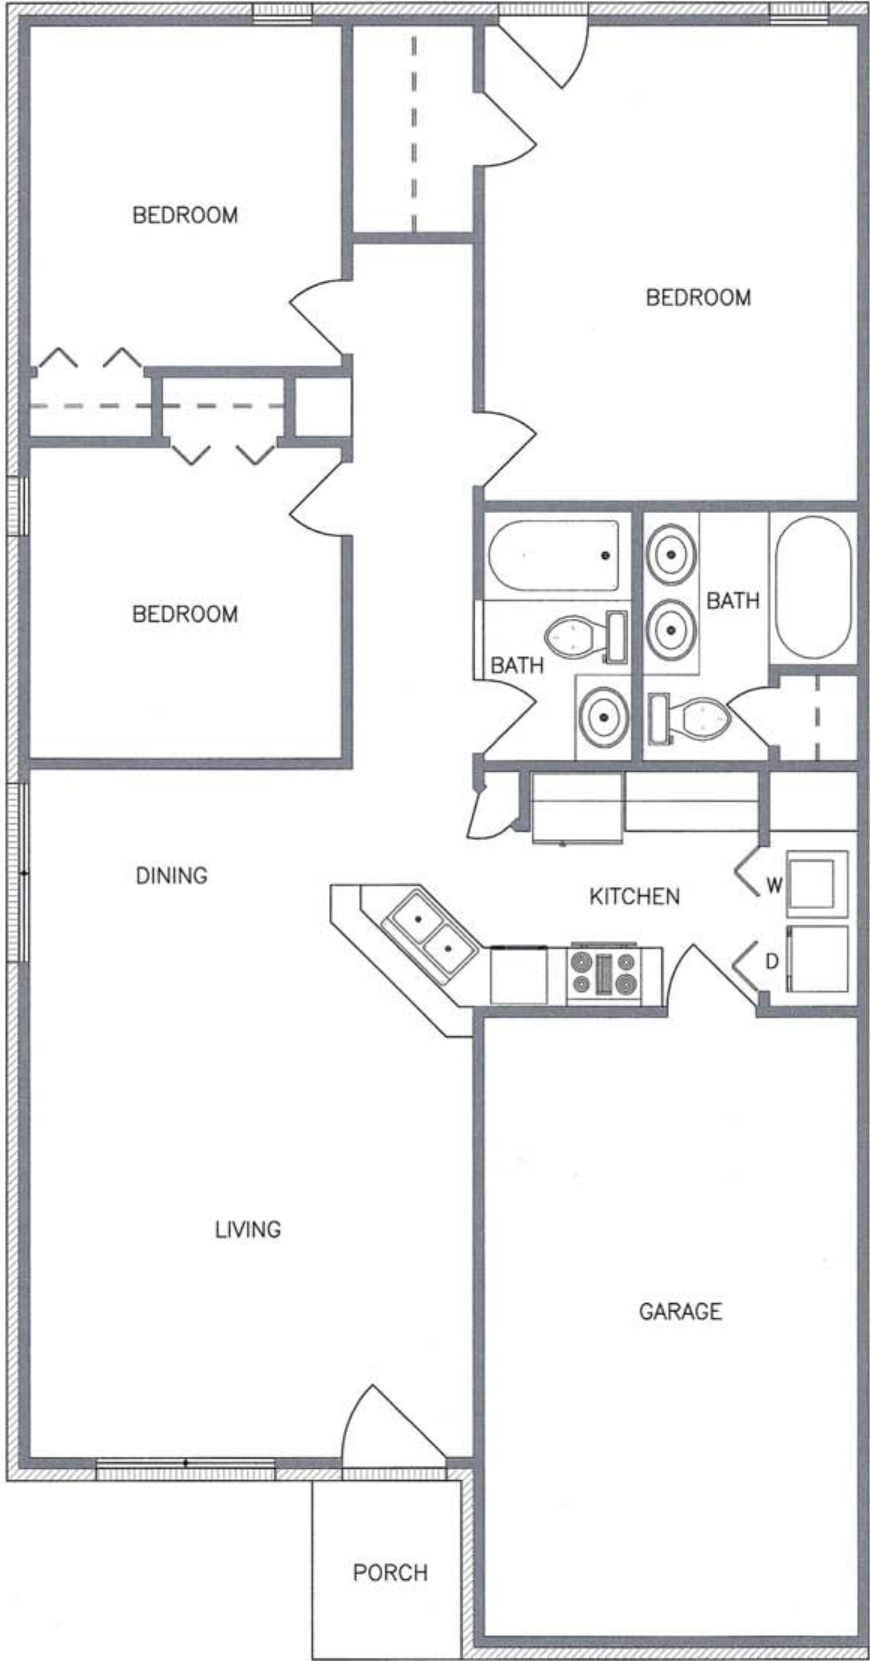 BEDROOM
BEDROOM
BEDROOM
BATH
BATH
DINING
KITCHEN
W
D
LIVING
GARAGE
PORCH